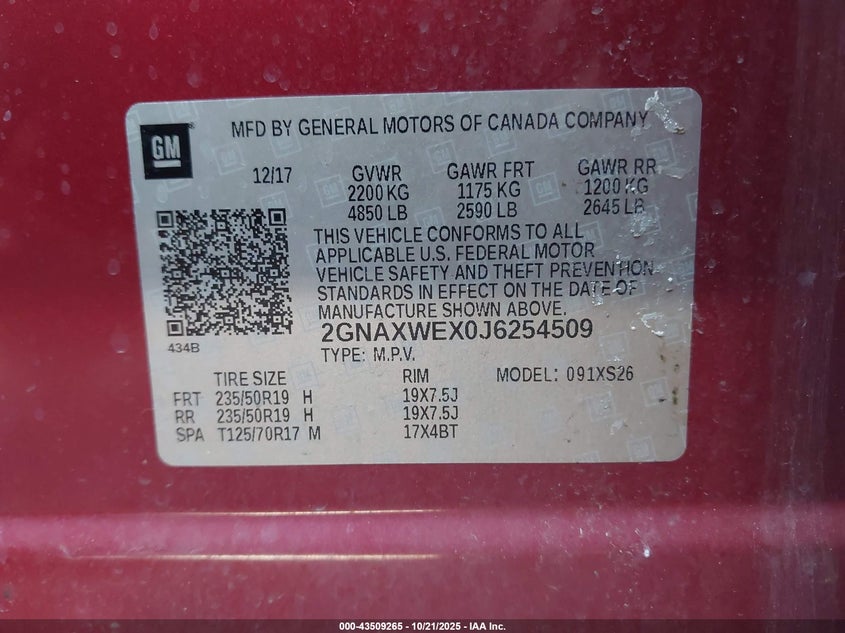 GM
MFD BY GENERAL MOTORS OF CANADA COMPANY
12/17 GVWR GAWR FRT GAWR RR
2200 KG 1175 KG 1200 KG
4850 LB 2590 LB 2645 LB
THIS VEHICLE CONFORMS TO ALL
APPLICABLE U.S. FEDERAL MOTOR
VEHICLE SAFETY AND THEFT PREVENTION
STANDARDS IN EFFECT ON THE DATE OF
MANUFACTURE SHOWN ABOVE.
2GNAXWEX0J6254509
434B
TYPE: M.P.V.
TIRE SIZE RIM MODEL: 091XS26
FRT 235/50R19 H 19X7.5J
RR 235/50R19 H 19X7.5J
SPA T125/70R17 M 17X4BT
000-43509265 - 10/21/2025 - IAA Inc.